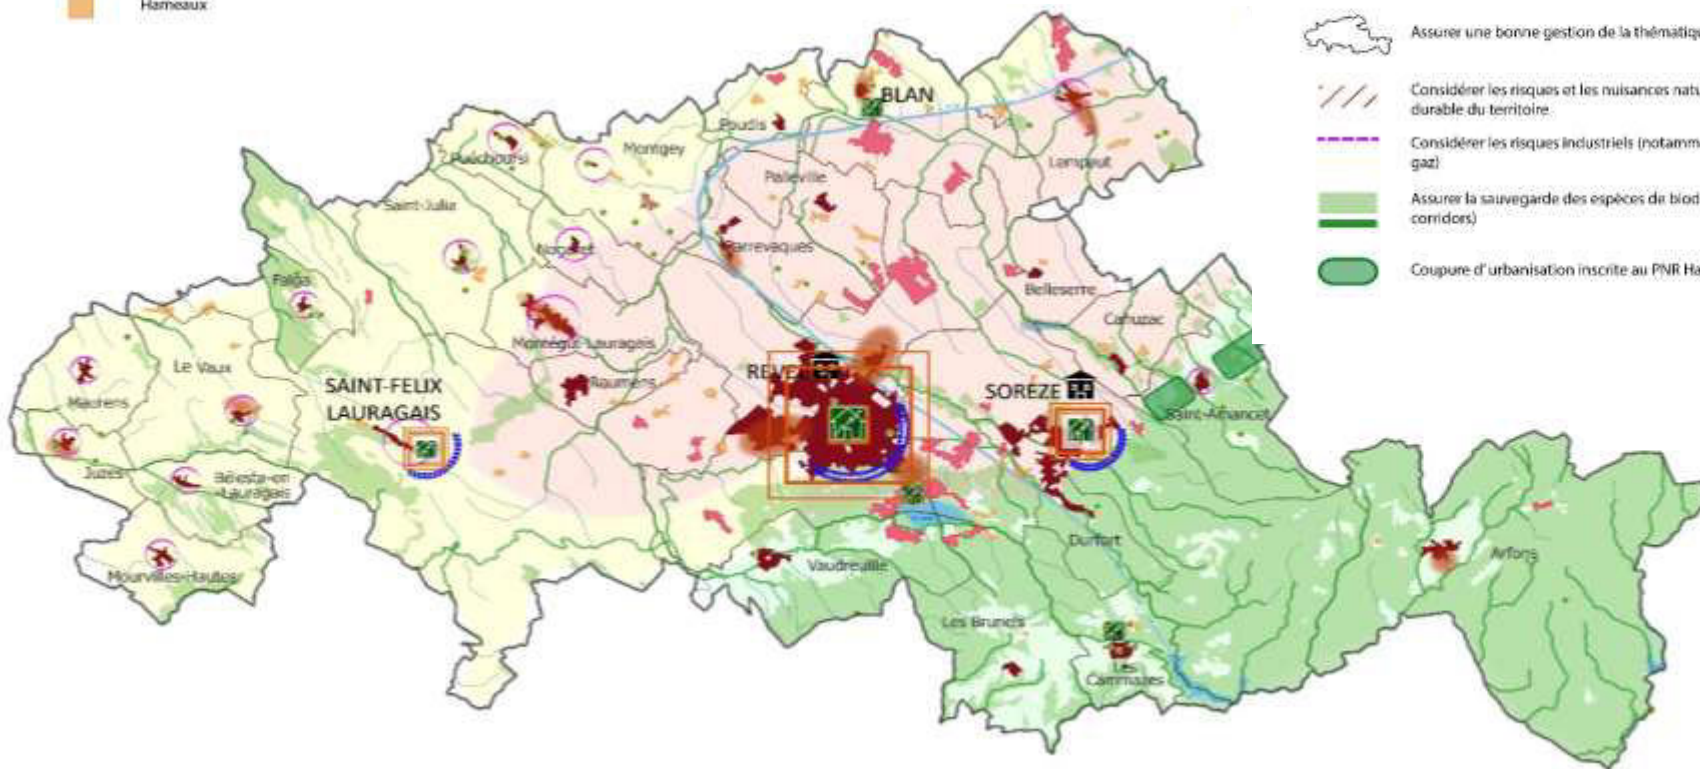 Hameaux
Assurer une bonne gestion de la thématiqu
Considérer les risques et les nuisances natu
durable du territoire
Considérer les risques industriels (notamm
gaz)
Assurer la sauvegarde des espèces de biod
corridors)
Coupure d'urbanisation inscrite au PNR Ha
BLAN
Poudis
Montgey
Puéchoursi
Lempaut
Palleville
Saint-Julia
Nogaret
Garrevaques
Falga
Belleserre
Cahuzac
Montégut-Lauragais
Le Vaux
REVEL
SAINT-FELIX
LAURAGAIS
Roumens
SOREZE
Maurens
Saint-Amancet
Juzes
Bélesta-en
-Lauragais
Durfort
Arfons
Vaudreuille
Mourvilles-Hautes
Les Brunels
Les
Cammazes